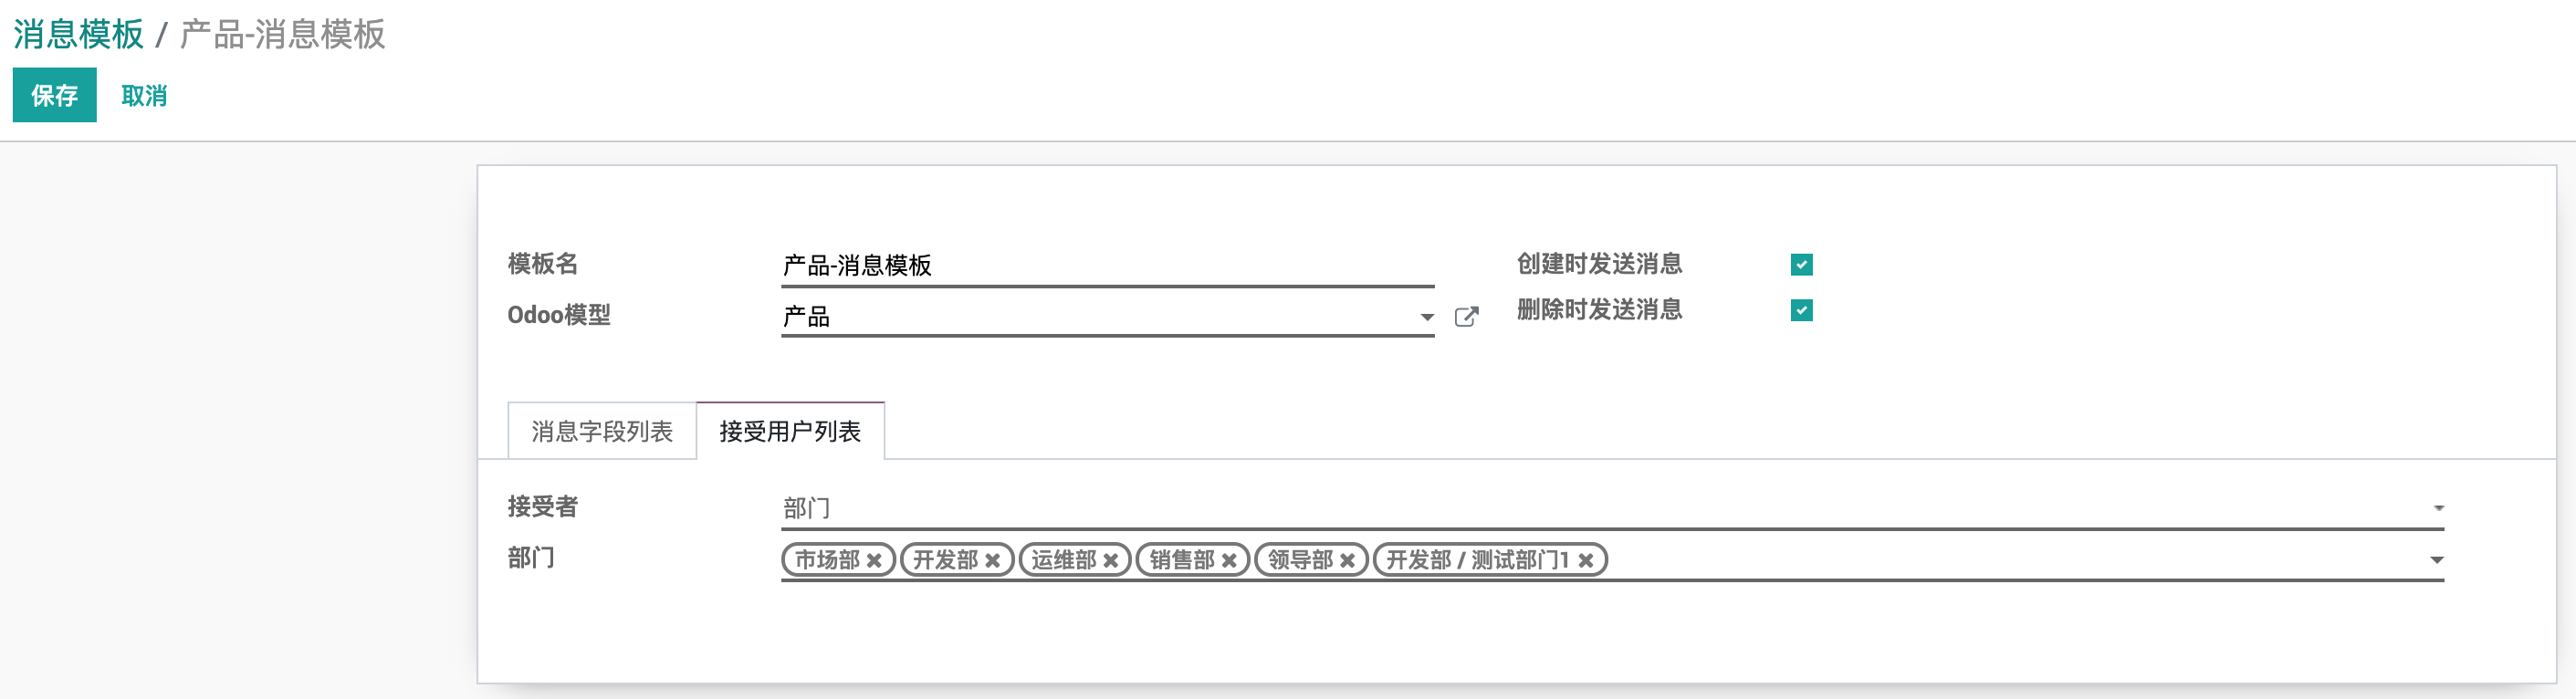 消息模板 / 产品-消息模板
保存 取消
模板名 产品-消息模板 创建时发送消息
Odoo模型 产品 删除时发送消息
消息字段列表 接受用户列表
接受者 部门
部门 市场部 开发部 运维部 销售部 领导部 开发部 / 测试部门1